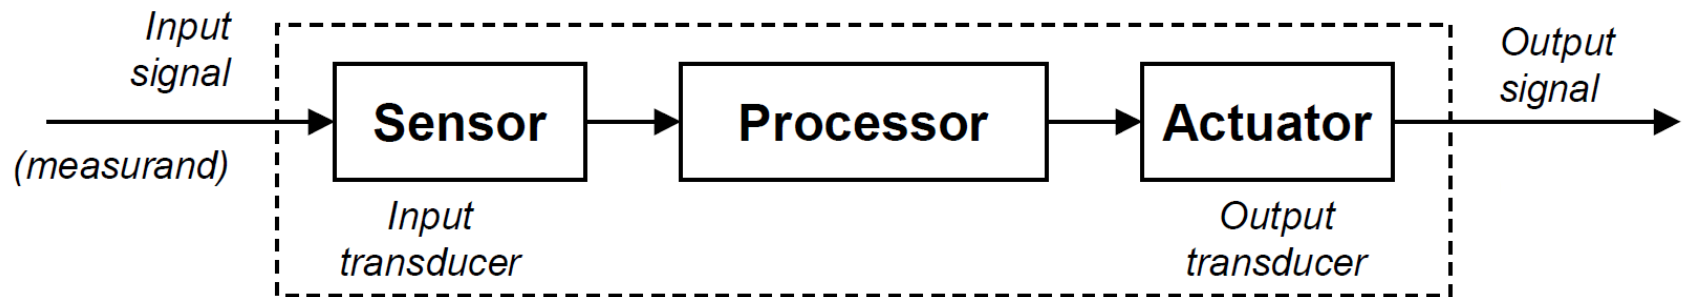 Input
signal
(measurand)
Sensor
Input
transducer
Processor
Actuator
Output
transducer
Output
signal